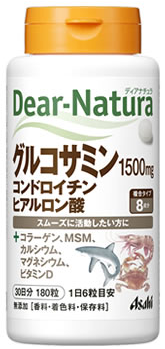 ディアナチュラ
Dear-Natura
グルコサミン 1500mg
コンドロイチン
ヒアルロン酸
複合タイプ
8成分
スムーズに活動したい方に
+コラーゲン、MSM、
カルシウム、
マグネシウム、
ビタミンD
30日分 180粒 1日6粒目安
無添加[香料・着色料・保存料]
Asahi